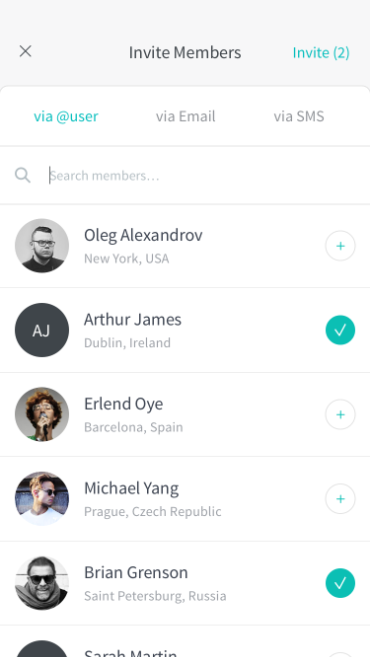 Invite Members
Invite (2)
via @user
via Email
via SMS
Search members...
Oleg Alexandrov
New York, USA
AJ
Arthur James
Dublin, Ireland
Erlend Oye
Barcelona, Spain
Michael Yang
Prague, Czech Republic
Brian Grenson
Saint Petersburg, Russia
Sarah Martin